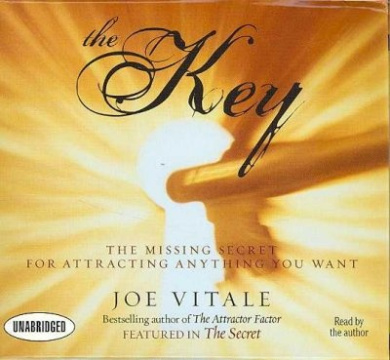 the
Key
THE MISSING SECRET
FOR ATTRACTING ANYTHING YOU WANT
JOE VITALE
Bestselling author of The Attractor Factor
FEATURED IN The Secret
UNABRIDGED
Read by
the author